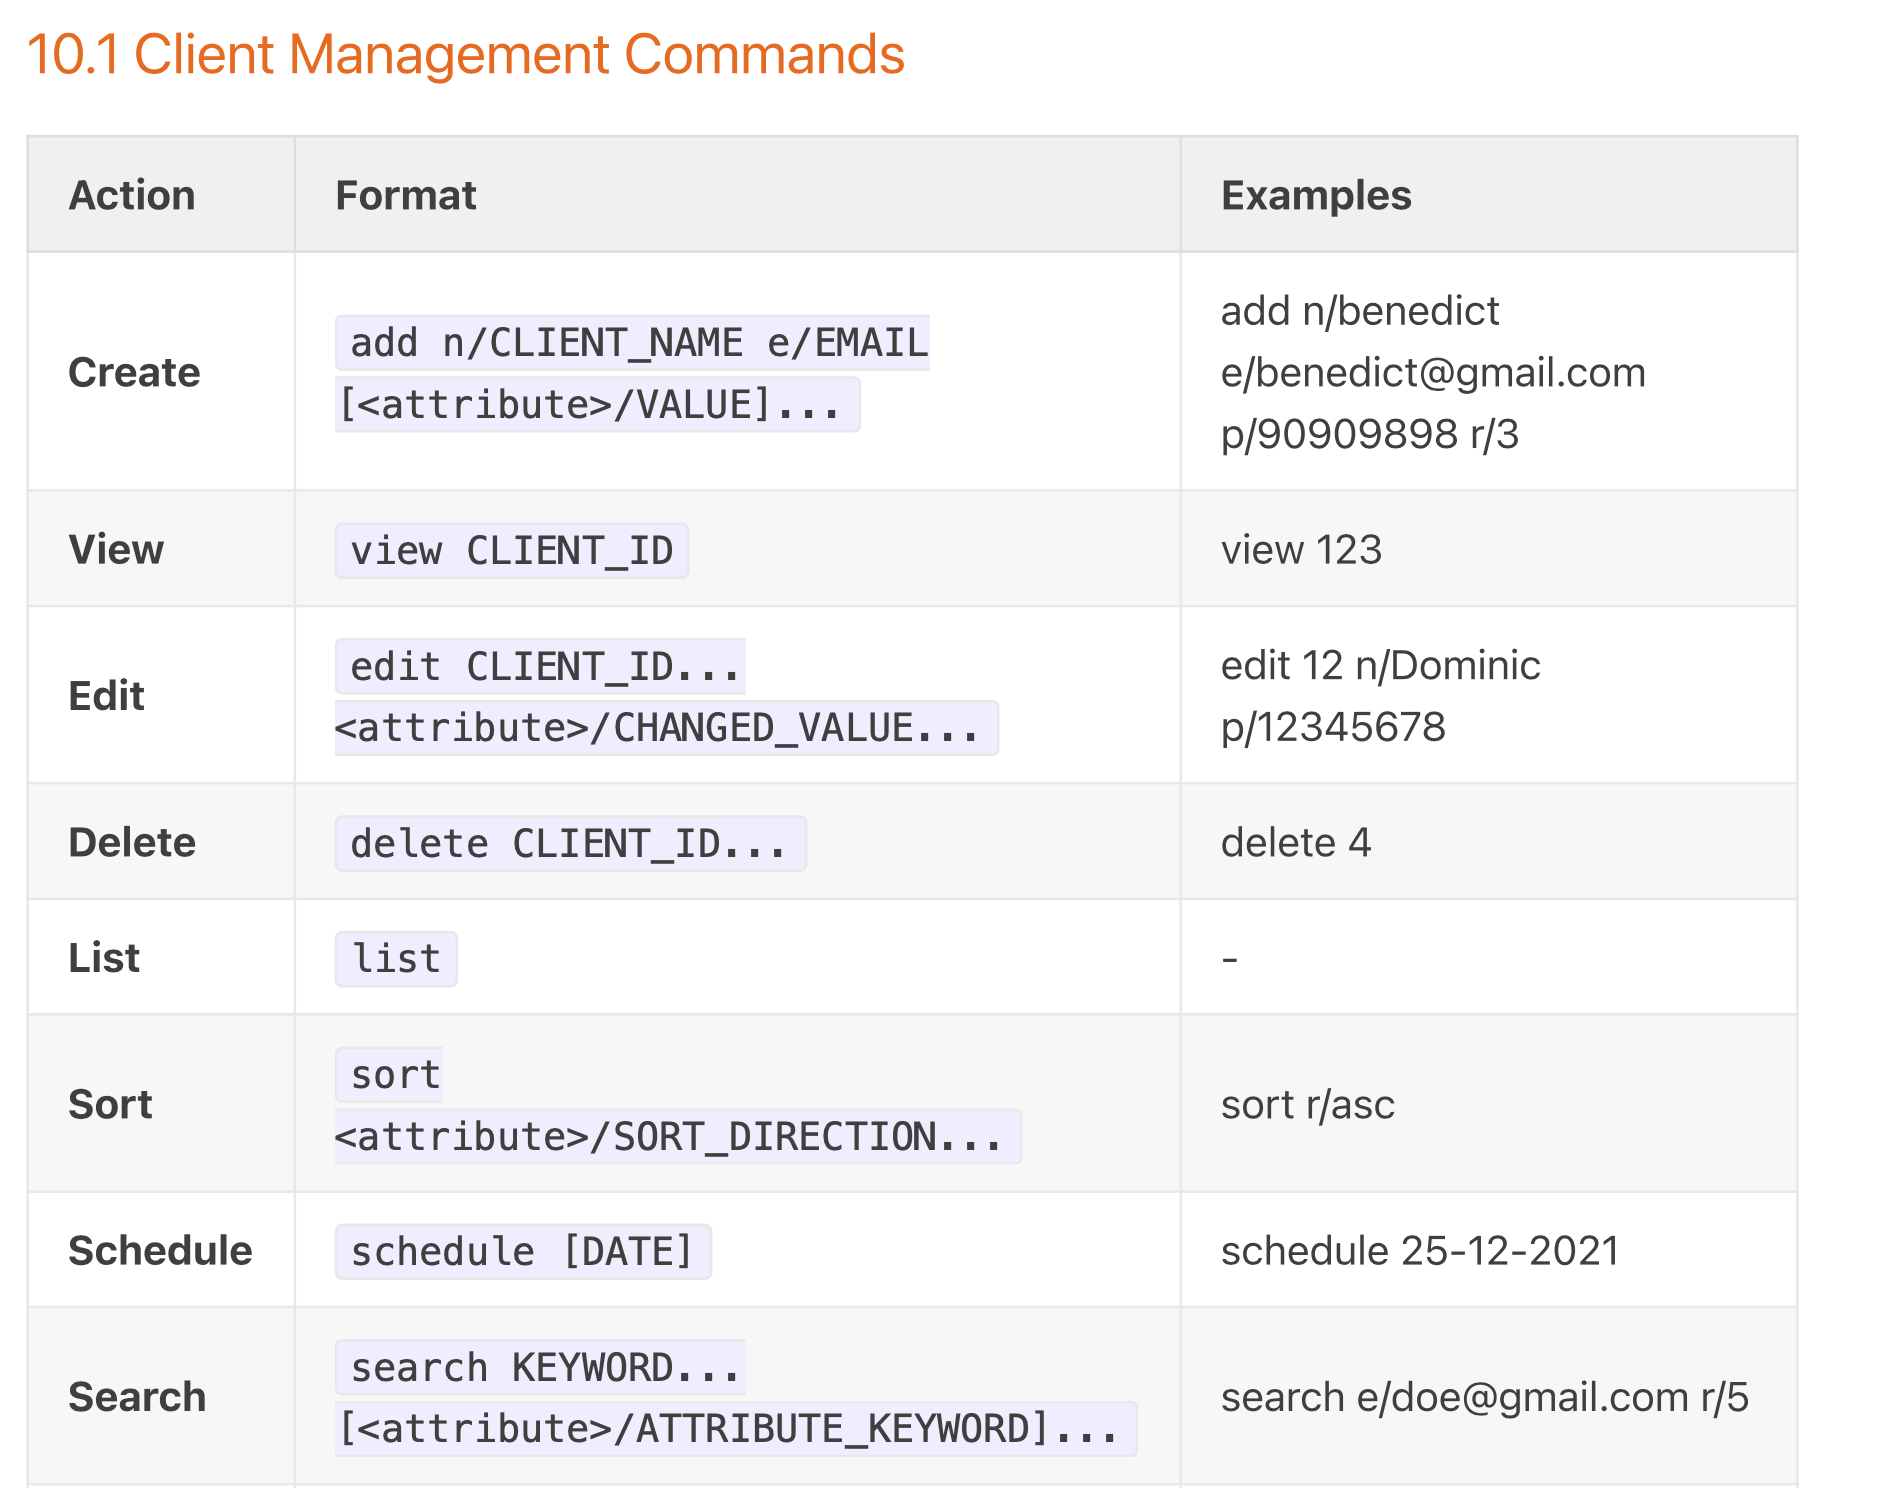 10.1 Client Management Commands
Action Format Examples
Create
add n/CLIENT_NAME e/EMAIL
[<attribute>/VALUE]...
add n/benedict
e/benedict@gmail.com
p/90909898 r/3
View view CLIENT_ID view 123
Edit
edit CLIENT_ID...
<attribute>/CHANGED_VALUE...
edit 12 n/Dominic
p/12345678
Delete delete CLIENT_ID... delete 4
List list -
Sort
sort
<attribute>/SORT_DIRECTION...
sort r/asc
Schedule schedule [DATE] schedule 25-12-2021
Search
search KEYWORD...
[<attribute>/ATTRIBUTE_KEYWORD]...
search e/doe@gmail.com r/5